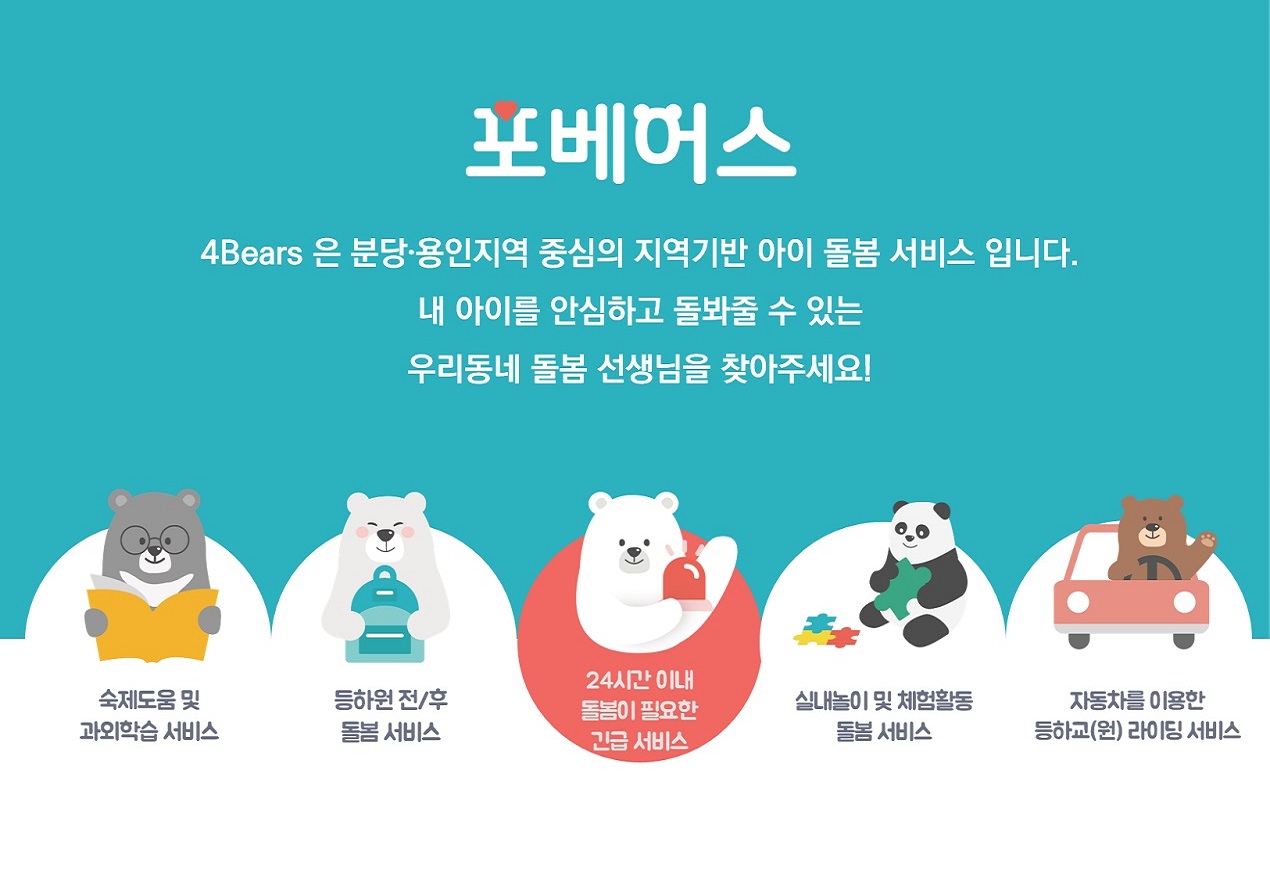 포베어스
4Bears 은 분당·용인지역 중심의 지역기반 아이 돌봄 서비스 입니다.
내 아이를 안심하고 돌봐줄 수 있는
우리동네 돌봄 선생님을 찾아주세요!
숙제도움 및
과외학습 서비스
등하원 전/후
돌봄 서비스
24시간 이내
돌봄이 필요한
긴급 서비스
실내놀이 및 체험활동
돌봄 서비스
자동차를 이용한
등하교(원) 라이딩 서비스